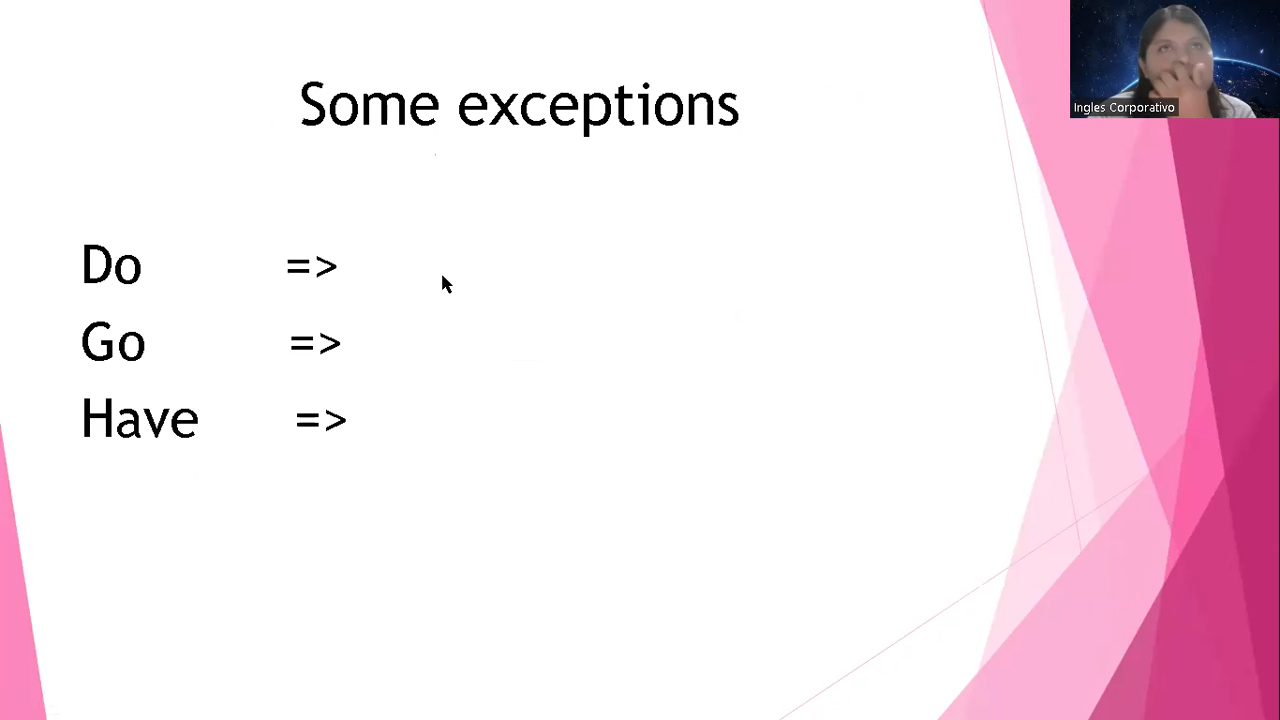 Some exceptions
Ingles Corporativo
Do =>
Go =>
Have =>